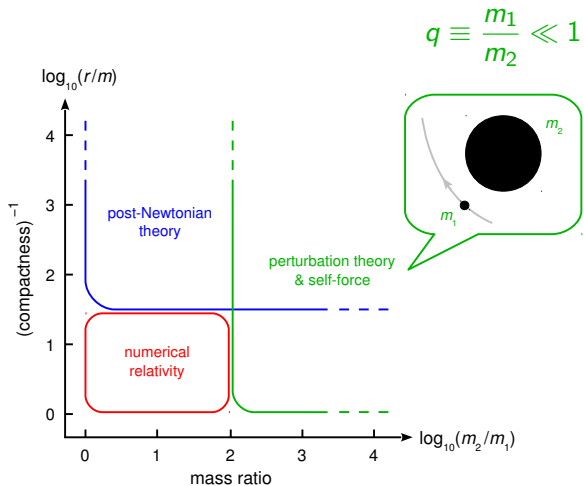 q ≡ m₁/m₂ ≪ 1
log₁₀(r/m)
m₂
m₁
4
3
2
1
0
(compactness)⁻¹
post-Newtonian
theory
perturbation theory
& self-force
numerical
relativity
0 1 2 3 4
log₁₀(m₂/m₁)
mass ratio